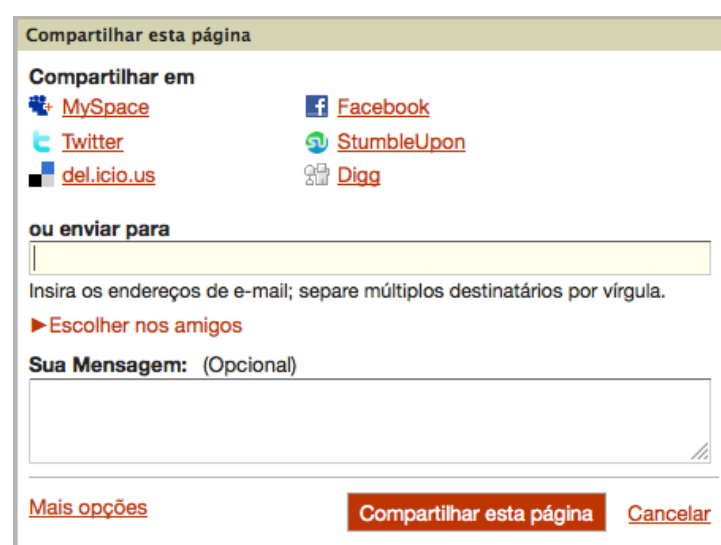 Compartilhar esta página
Compartilhar em
MySpace Facebook
Twitter StumbleUpon
del.icio.us Digg
ou enviar para
Insira os endereços de e-mail; separe múltiplos destinatários por vírgula.
►Escolher nos amigos
Sua Mensagem: (Opcional)
Mais opções Compartilhar esta página Cancelar